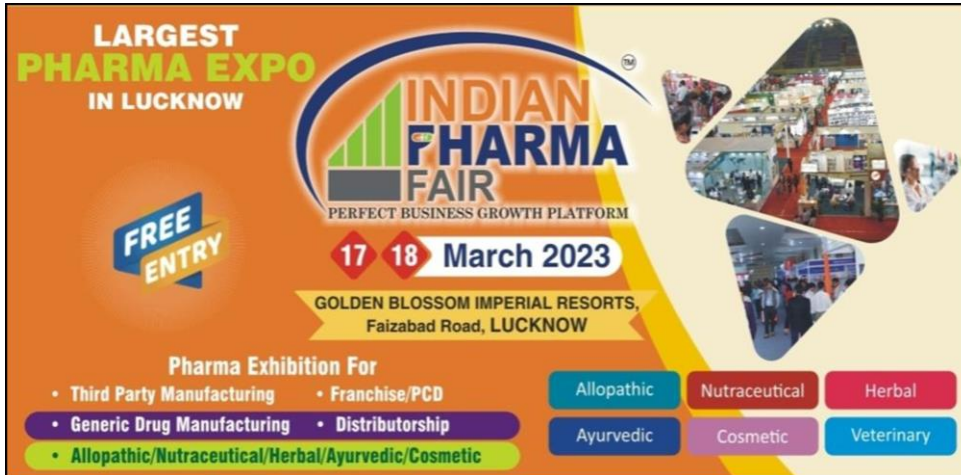 LARGEST
PHARMA EXPO
IN LUCKNOW
INDIAN
PHARMA
FAIR
TM
PERFECT BUSINESS GROWTH PLATFORM
FREE
ENTRY
17 18 March 2023
GOLDEN BLOSSOM IMPERIAL RESORTS,
Faizabad Road, LUCKNOW
Pharma Exhibition For
• Third Party Manufacturing • Franchise/PCD
• Generic Drug Manufacturing • Distributorship
• Allopathic/Nutraceutical/Herbal/Ayurvedic/Cosmetic
Allopathic Nutraceutical Herbal
Ayurvedic Cosmetic Veterinary